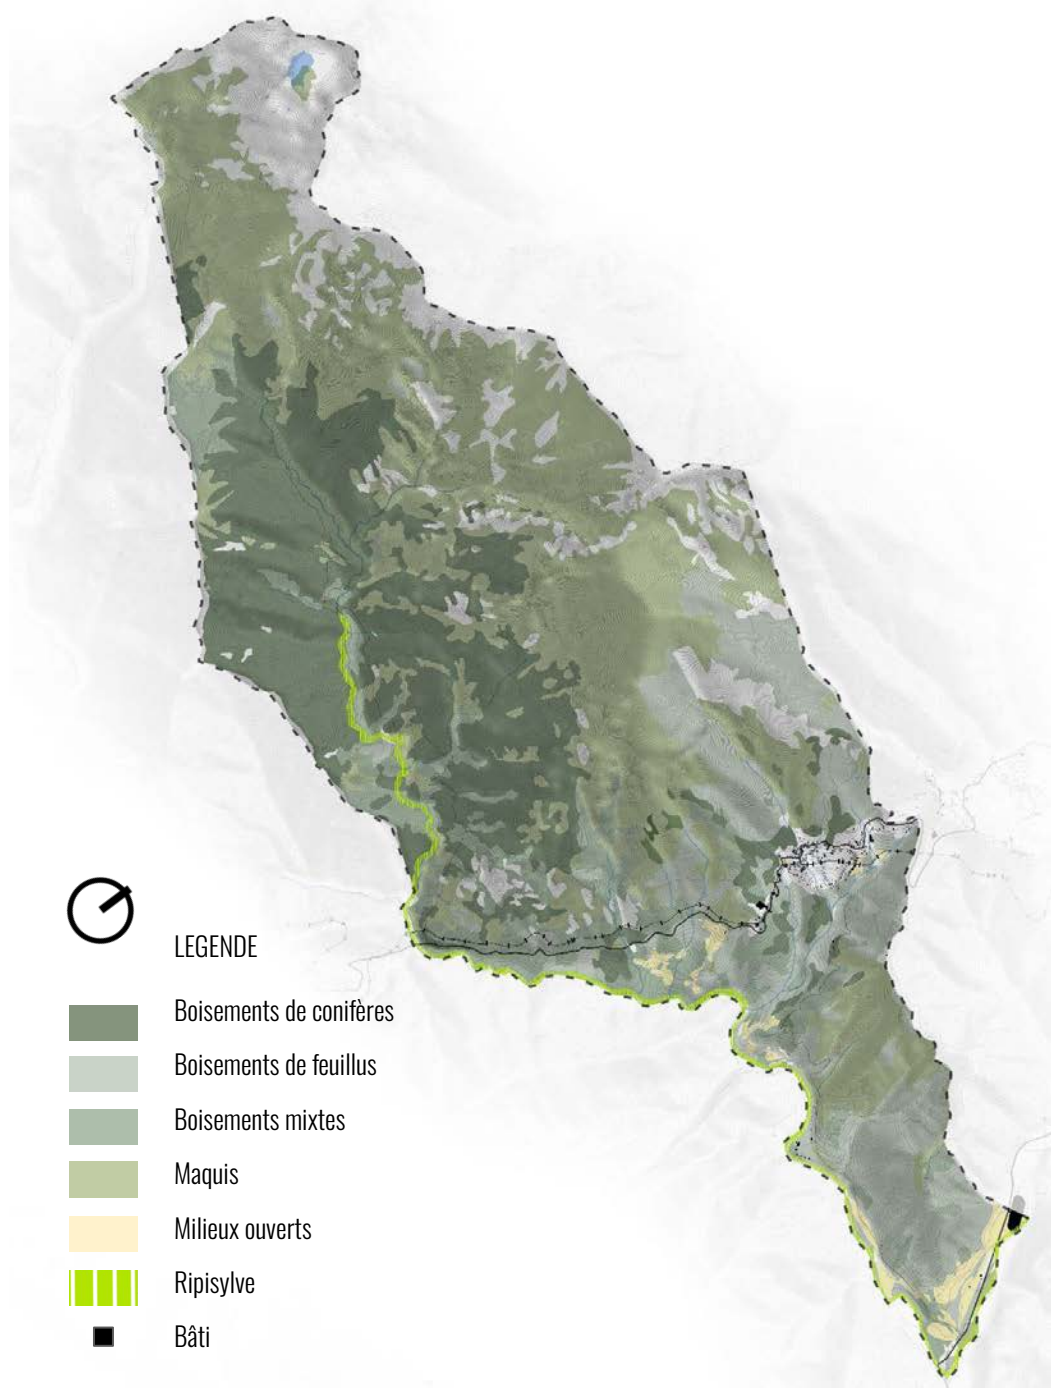 LEGENDE
Boisements de conifères
Boisements de feuillus
Boisements mixtes
Maquis
Milieux ouverts
Ripisylve
Bâti